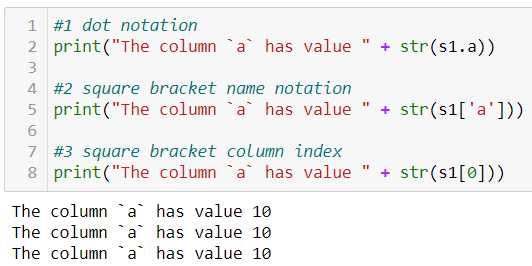 1 #1 dot notation
2 print("The column `a` has value " + str(s1.a))
3
4 #2 square bracket name notation
5 print("The column `a` has value " + str(s1['a']))
6
7 #3 square bracket column index
8 print("The column `a` has value " + str(s1[0]))
The column `a` has value 10
The column `a` has value 10
The column `a` has value 10